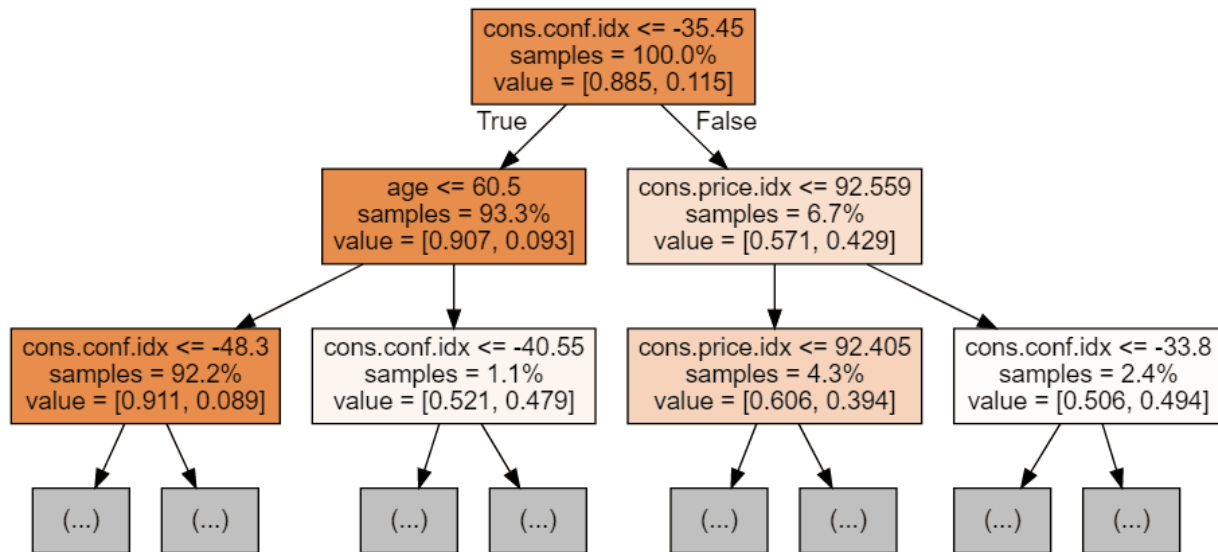 cons.conf.idx <= -35.45
samples = 100.0%
value = [0.885, 0.115]
True
False
age <= 60.5
samples = 93.3%
value = [0.907, 0.093]
cons.price.idx <= 92.559
samples = 6.7%
value = [0.571, 0.429]
cons.conf.idx <= -48.3
samples = 92.2%
value = [0.911, 0.089]
cons.conf.idx <= -40.55
samples = 1.1%
value = [0.521, 0.479]
cons.price.idx <= 92.405
samples = 4.3%
value = [0.606, 0.394]
cons.conf.idx <= -33.8
samples = 2.4%
value = [0.506, 0.494]
(...)
(...)
(...)
(...)
(...)
(...)
(...)
(...)